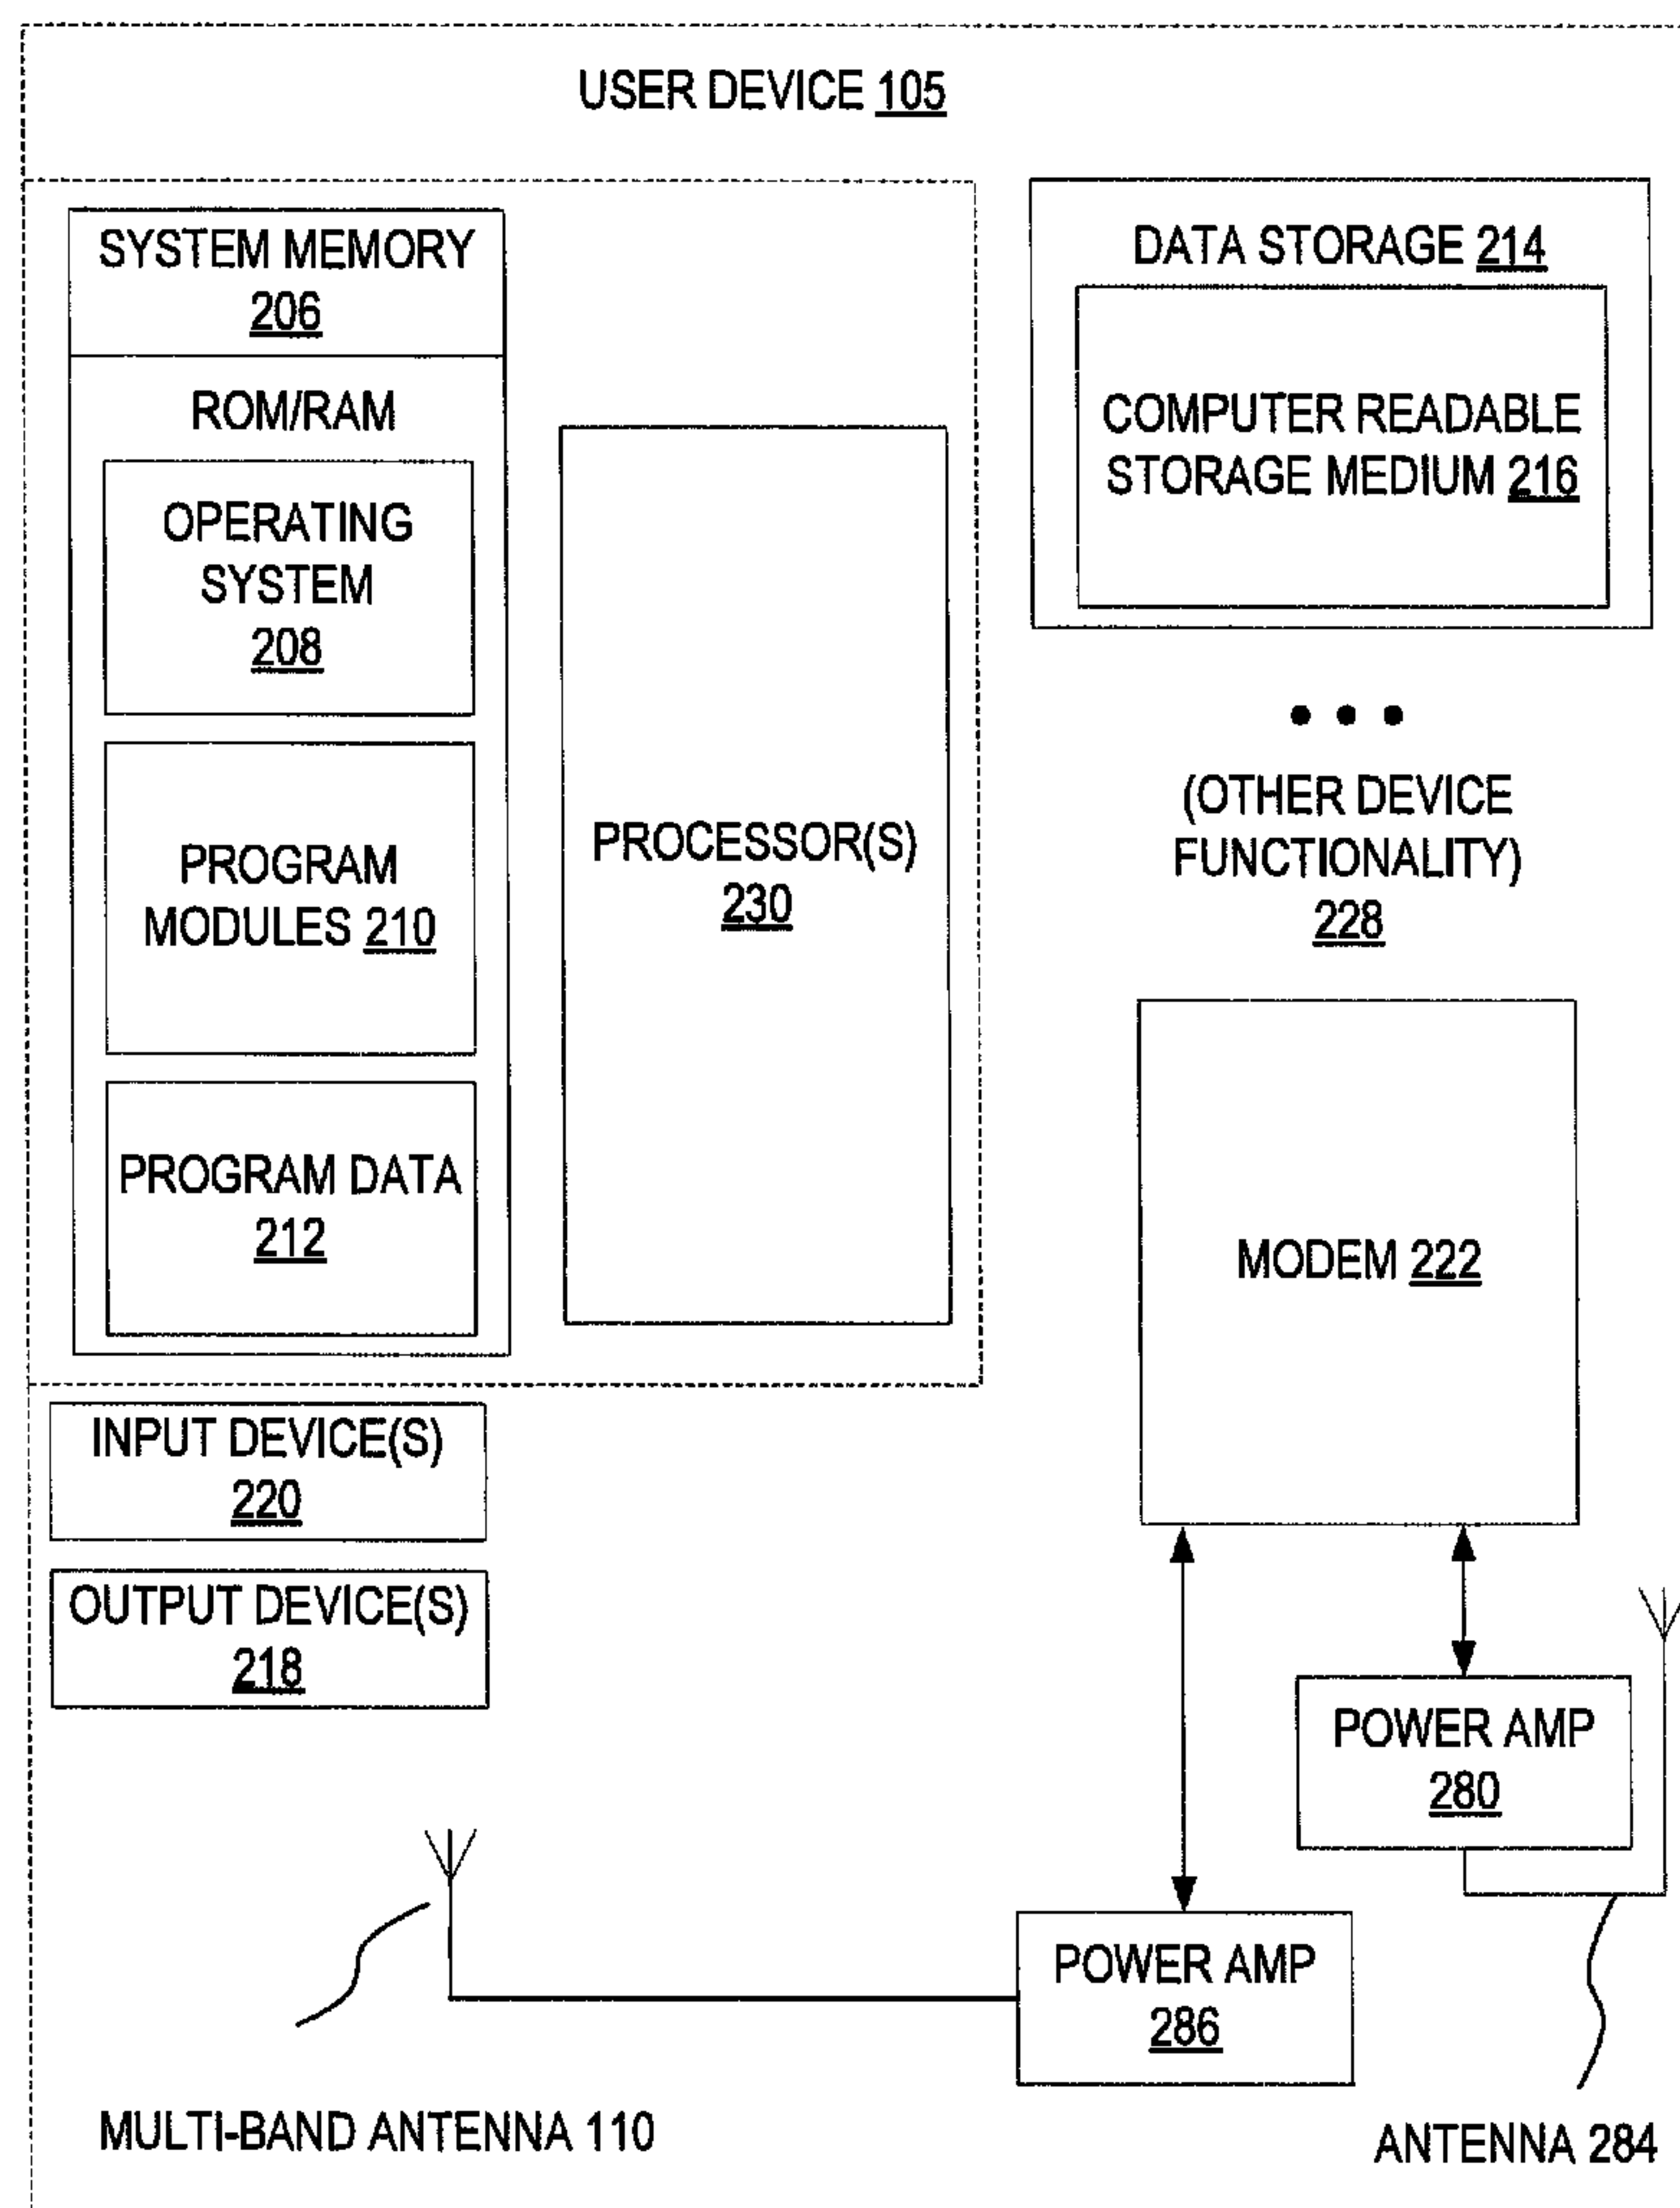 USER DEVICE 105
SYSTEM MEMORY
206
ROM/RAM
OPERATING
SYSTEM
208
PROGRAM
MODULES 210
PROGRAM DATA
212
PROCESSOR(S)
230
DATA STORAGE 214
COMPUTER READABLE
STORAGE MEDIUM 216
(OTHER DEVICE
FUNCTIONALITY)
228
MODEM 222
INPUT DEVICE(S)
220
OUTPUT DEVICE(S)
218
POWER AMP
280
POWER AMP
286
MULTI-BAND ANTENNA 110
ANTENNA 284